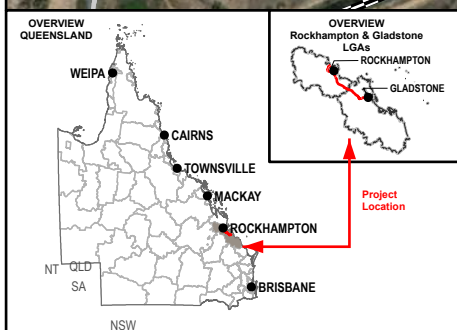 OVERVIEW
QUEENSLAND
WEIPA
CAIRNS
TOWNSVILLE
MACKAY
ROCKHAMPTON
BRISBANE
NT QLD
SA
NSW
OVERVIEW
Rockhampton & Gladstone
LGAs
ROCKHAMPTON
GLADSTONE
Project
Location